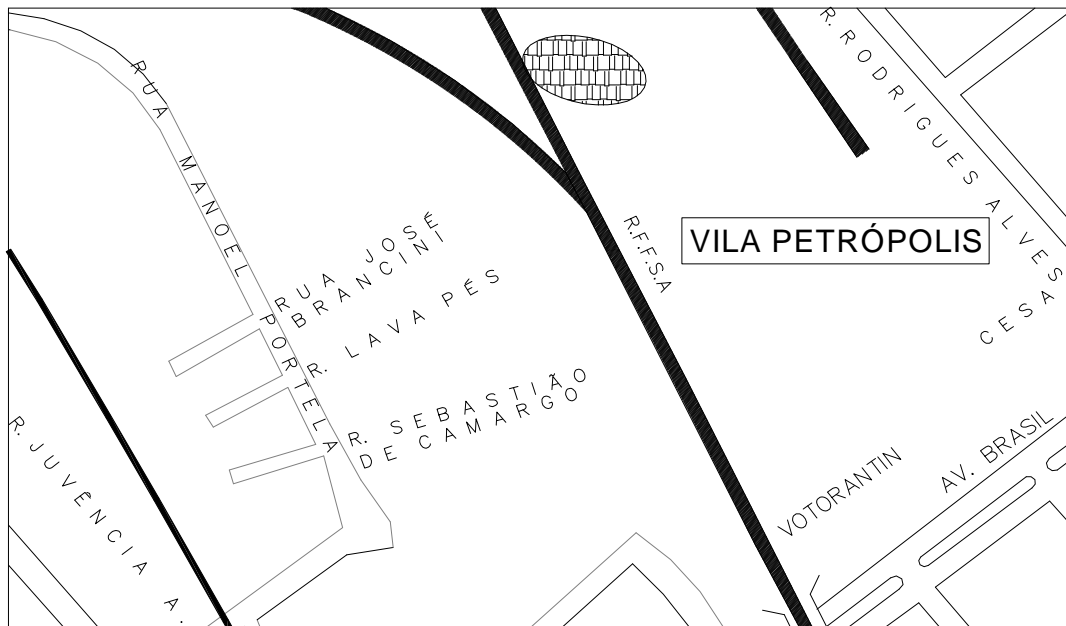 R. RODRIGUES ALVES
RUA MANOEL PORTELA
RUA JOSÉ
BRANCINI
R.F.F.S.A
VILA PETRÓPOLIS
R. LAVA PÉS
CESA
R. SEBASTIÃO
DE CAMARGO
R. JUVÊNCIA A.
VOTORANTIN
AV. BRASIL